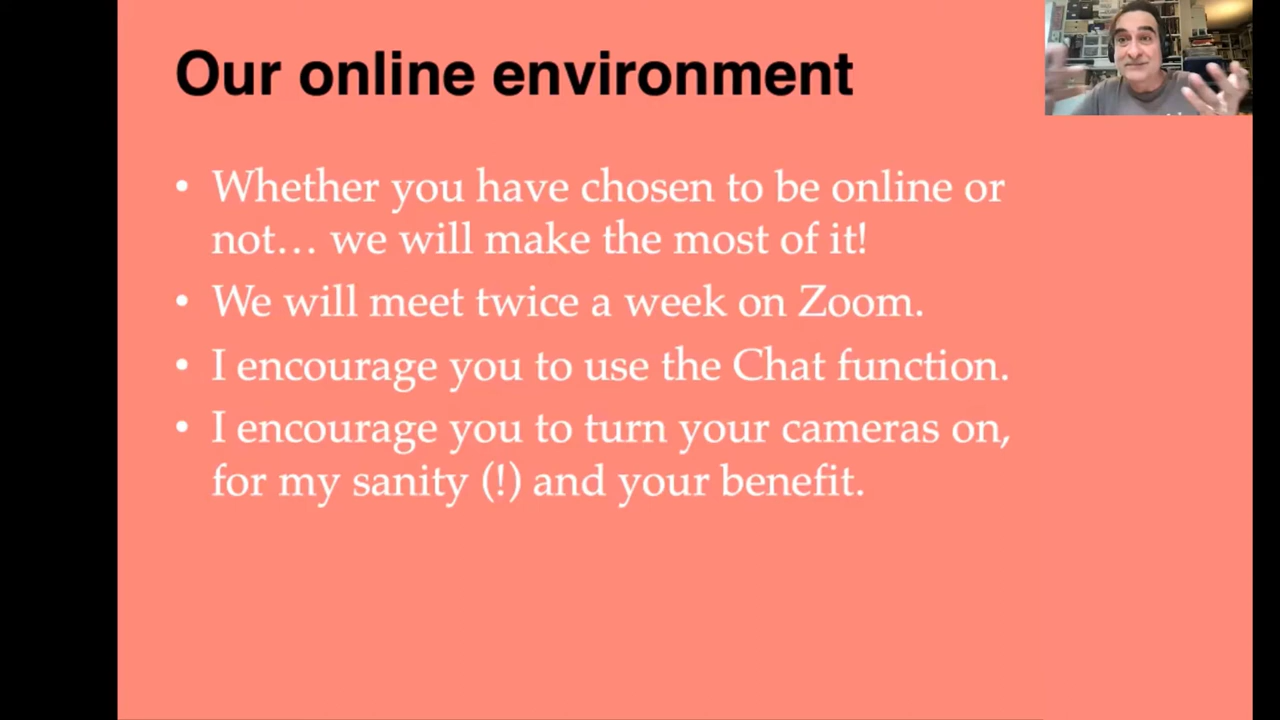 Our online environment
• Whether you have chosen to be online or
not… we will make the most of it!
• We will meet twice a week on Zoom.
• I encourage you to use the Chat function.
• I encourage you to turn your cameras on,
for my sanity (!) and your benefit.